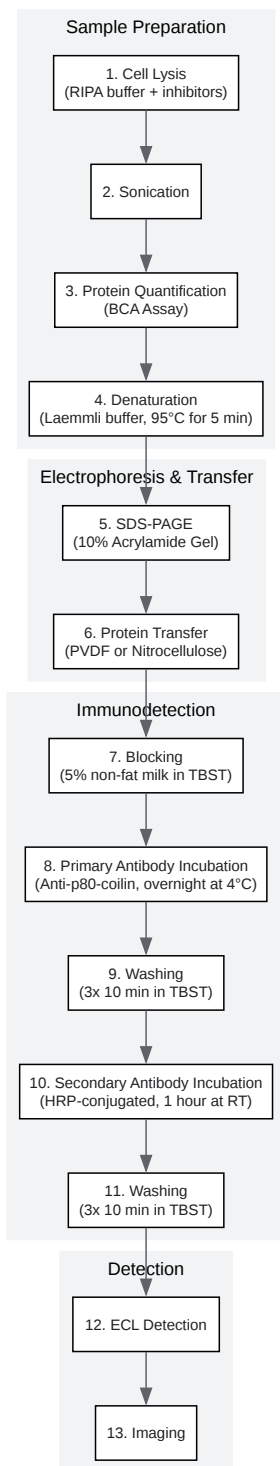 Sample Preparation
1. Cell Lysis
(RIPA buffer + inhibitors)
2. Sonication
3. Protein Quantification
(BCA Assay)
4. Denaturation
(Laemmli buffer, 95°C for 5 min)
Electrophoresis & Transfer
5. SDS-PAGE
(10% Acrylamide Gel)
6. Protein Transfer
(PVDF or Nitrocellulose)
Immunodetection
7. Blocking
(5% non-fat milk in TBST)
8. Primary Antibody Incubation
(Anti-p80-coilin, overnight at 4°C)
9. Washing
(3x 10 min in TBST)
10. Secondary Antibody Incubation
(HRP-conjugated, 1 hour at RT)
11. Washing
(3x 10 min in TBST)
Detection
12. ECL Detection
13. Imaging